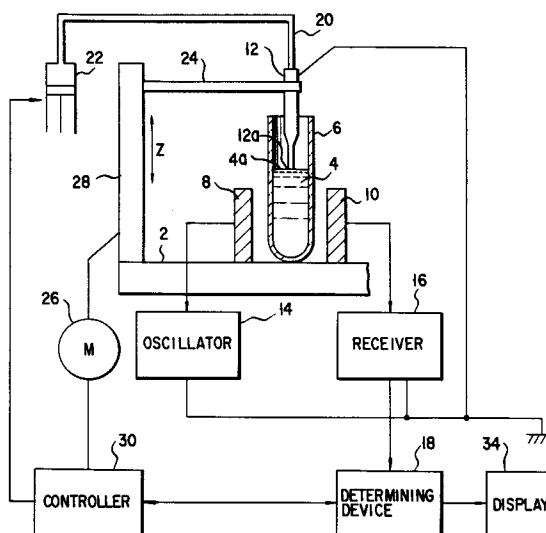 20
22
12
24
12a
6
4a
4
Z
28
8
10
2
26
14
16
M
OSCILLATOR
RECEIVER
30
18
34
CONTROLLER
DETERMINING
DEVICE
DISPLAY